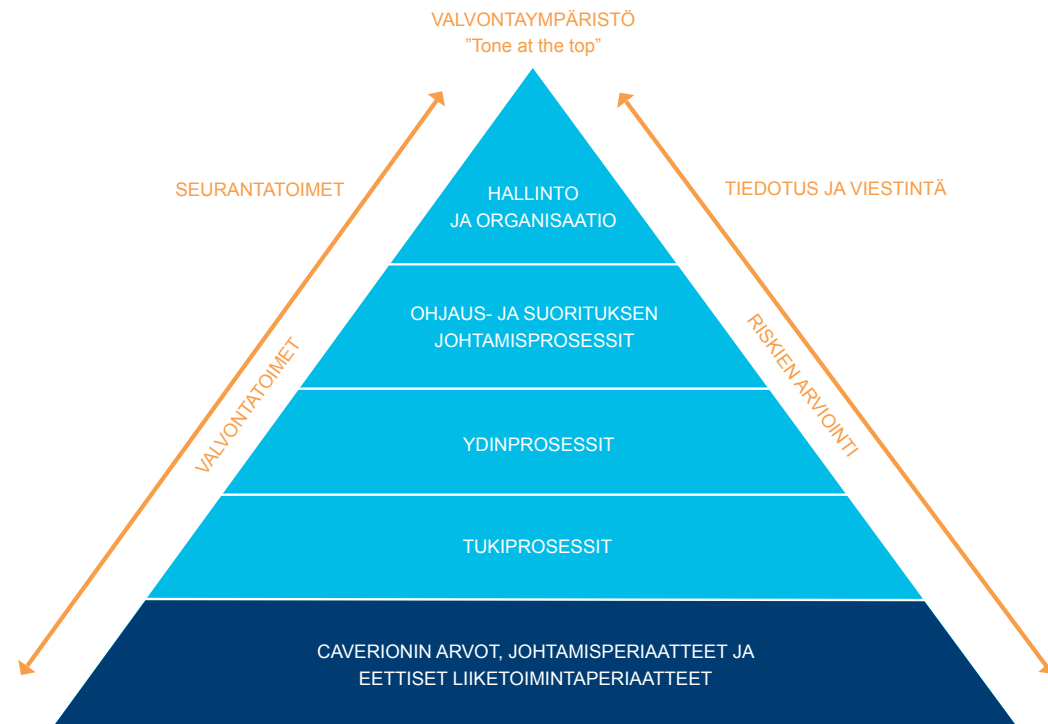 VALVONTAYMPÄRISTÖ
”Tone at the top”
SEURANTATOIMET
TIEDOTUS JA VIESTINTÄ
HALLINTO
JA ORGANISAATIO
OHJAUS- JA SUORITUKSEN
JOHTAMISPROSESSIT
VALVONTATOIMET
RISKIEN ARVIOINTI
YDINPROSESSIT
TUKIPROSESSIT
CAVERIONIN ARVOT, JOHTAMISPERIAATTEET JA
EETTISET LIIKETOIMINTAPERIAATTEET